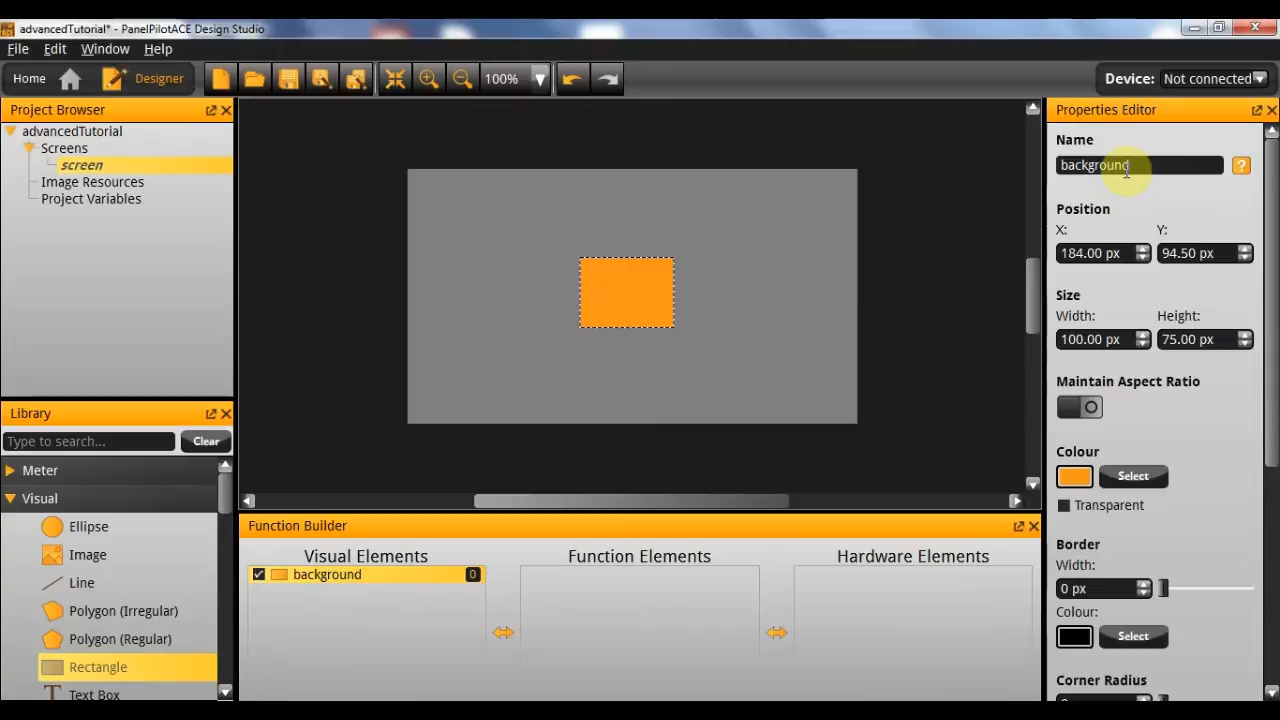 advancedTutorial* - PanelPilotACE Design Studio
File Edit Window Help
Home Designer 100% Device: Not connected
Project Browser
advancedTutorial
Screens
screen
Image Resources
Project Variables
Library
Type to search... Clear
Meter
Visual
Ellipse
Image
Line
Polygon (Irregular)
Polygon (Regular)
Rectangle
Text Box
Function Builder
Visual Elements Function Elements Hardware Elements
background 0
Properties Editor
Name
background ?
Position
X: Y:
184.00 px 94.50 px
Size
Width: Height:
100.00 px 75.00 px
Maintain Aspect Ratio
Colour
Select
Transparent
Border
Width:
0 px
Colour:
Select
Corner Radius